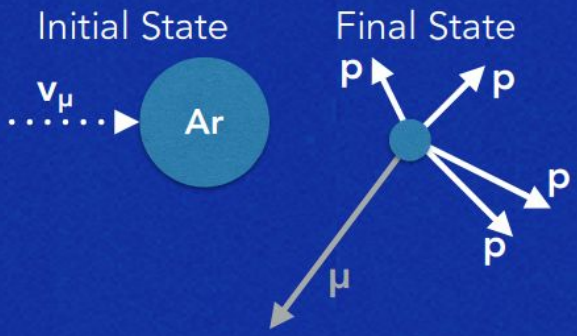 Initial State
Final State
νμ
Ar
p
p
p
p
μ